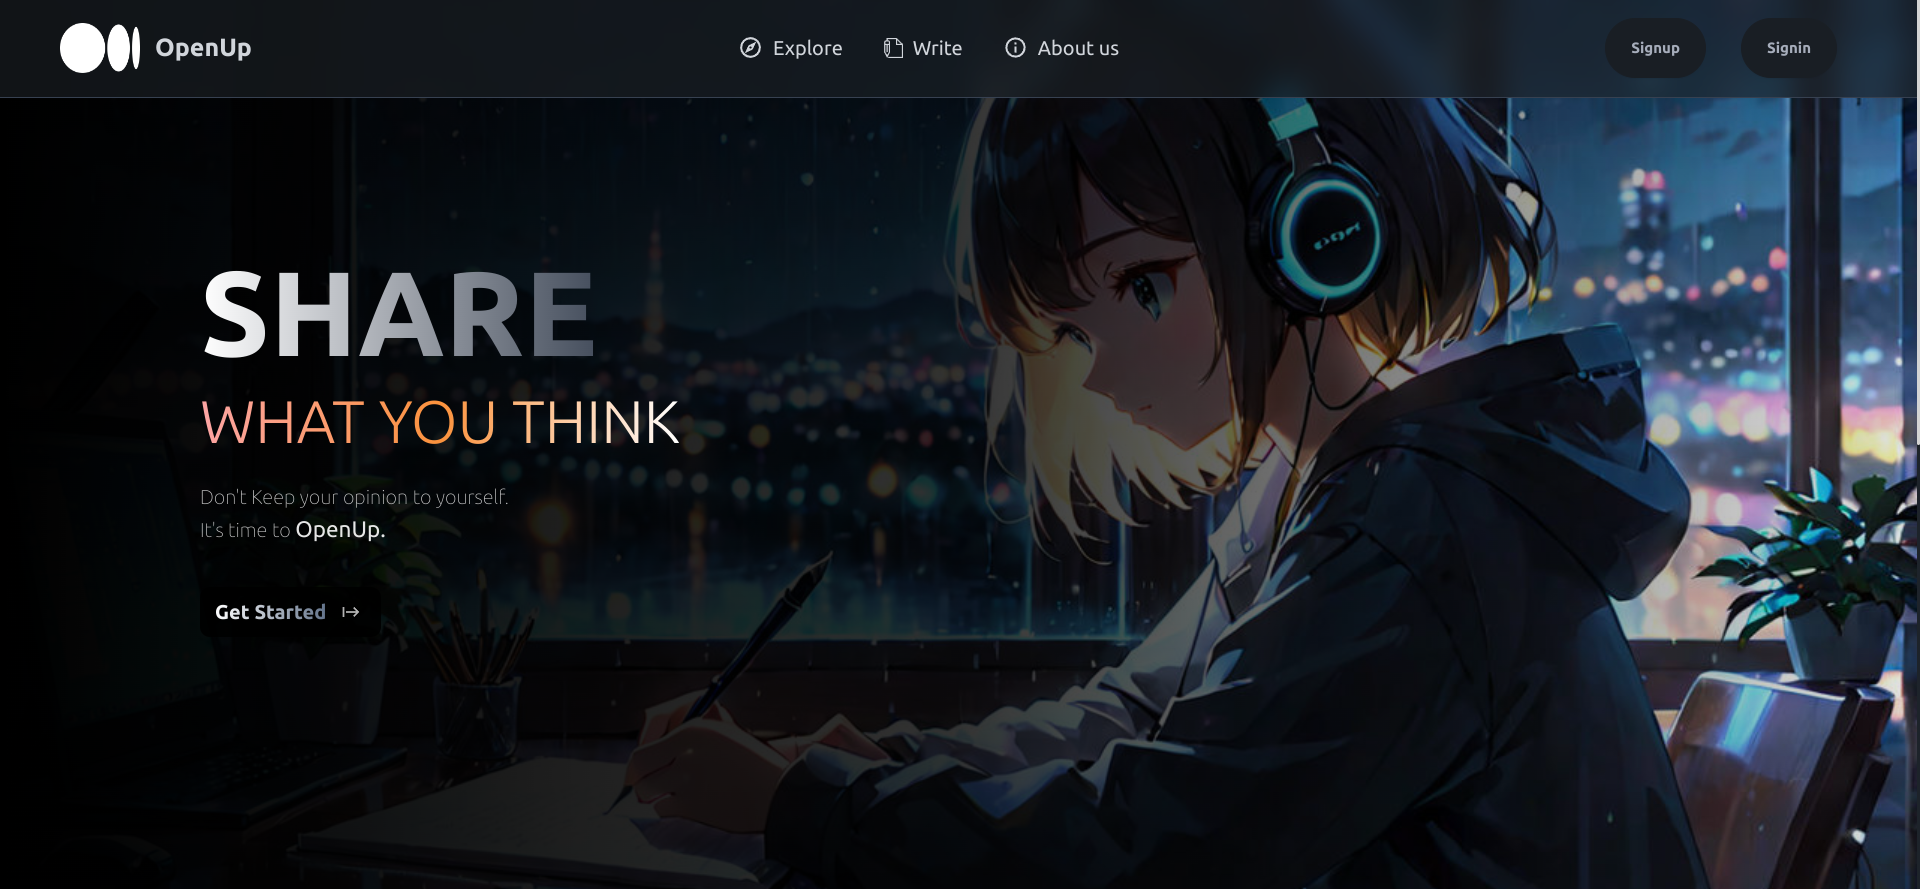 OpenUp
Explore
Write
About us
Signup
Signin
SHARE
WHAT YOU THINK
Don't Keep your opinion to yourself.
It's time to OpenUp.
Get Started